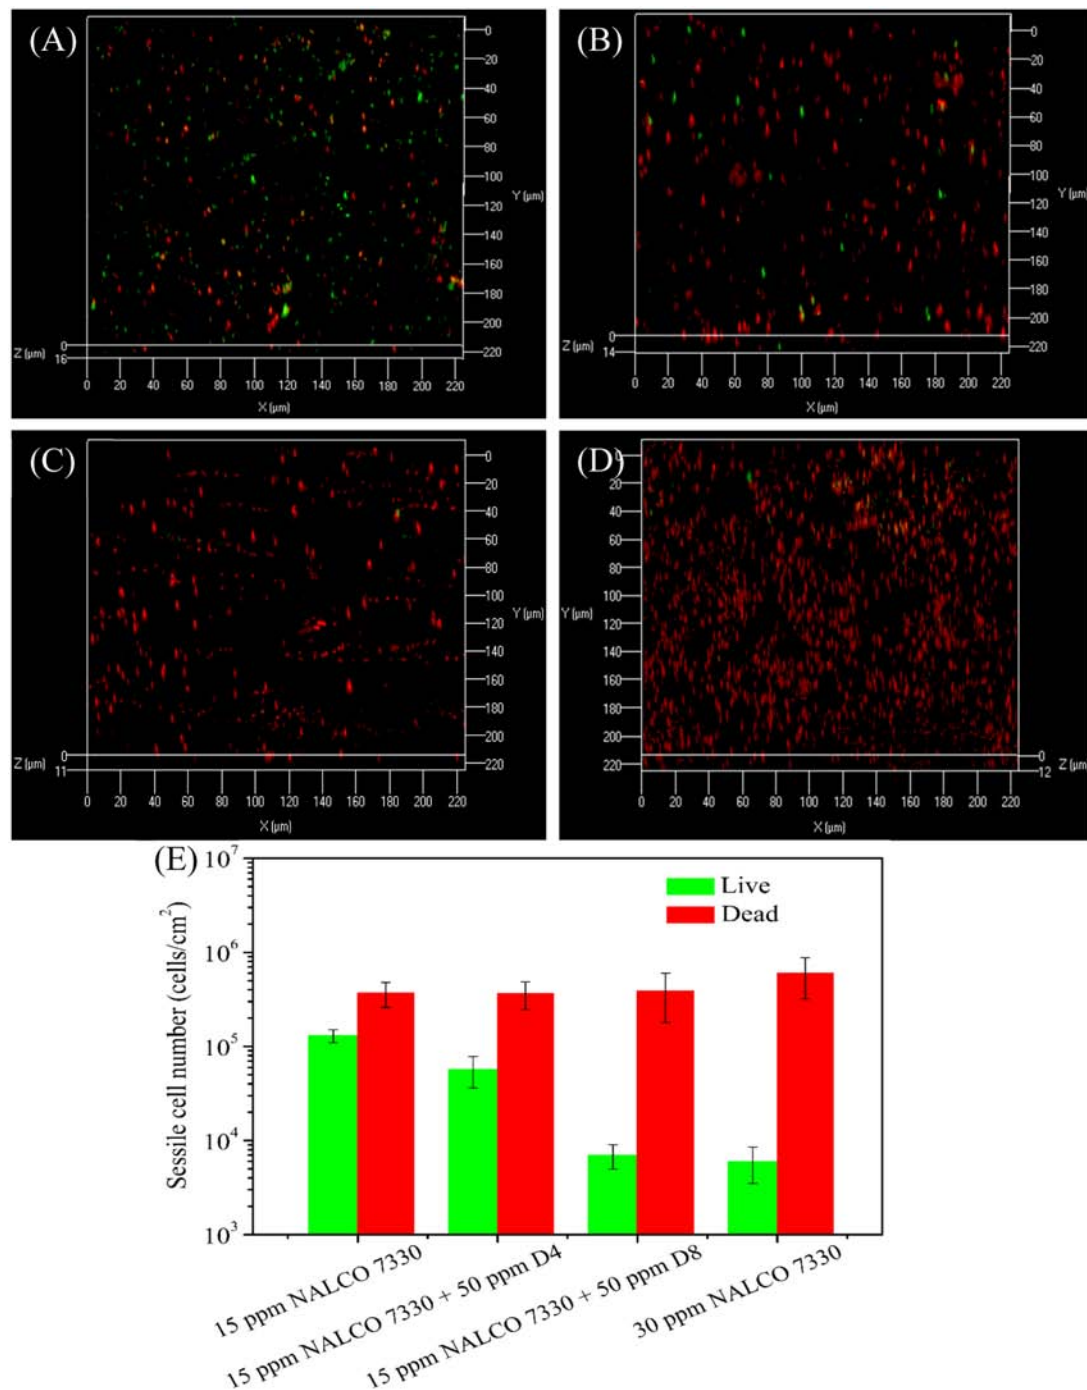 (A)
0
20
40
60
80
100
Y (µm)
120
140
160
180
200
220
Z (µm)
0
16
0 20 40 60 80 100 120 140 160 180 200 220
X (µm)
(B)
0
20
40
60
80
100
Y (µm)
120
140
160
180
200
220
Z (µm)
0
14
0 20 40 60 80 100 120 140 160 180 200 220
X (µm)
(C)
0
20
40
60
80
100
Y (µm)
120
140
160
180
200
220
Z (µm)
0
11
0 20 40 60 80 100 120 140 160 180 200 220
X (µm)
(D)
0
20
40
60
80
100
Y (µm)
120
140
160
180
200
220
0
12
Z (µm)
0 20 40 60 80 100 120 140 160 180 200 220
X (µm)
(E)
Sessile cell number (cells/cm²)
10⁷
10⁶
10⁵
10⁴
10³
Live
Dead
15 ppm NALCO 7330
15 ppm NALCO 7330 + 50 ppm D4
15 ppm NALCO 7330 + 50 ppm D8
30 ppm NALCO 7330